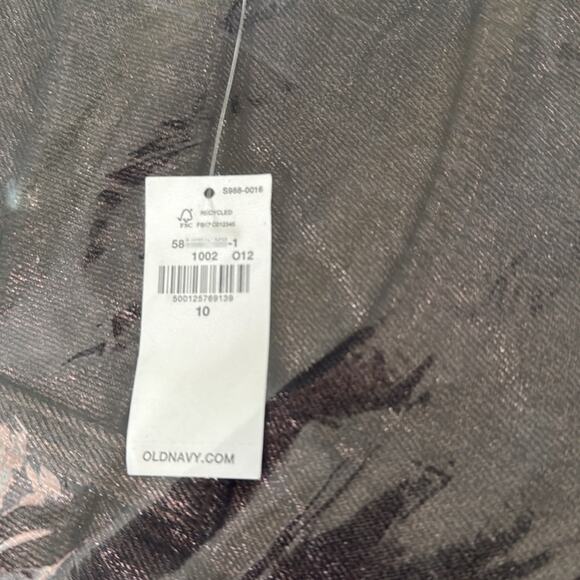 S988-0016
RECYCLED
FSC
58 -1
1002 O12
500125769139
10
OLDNAVY.COM